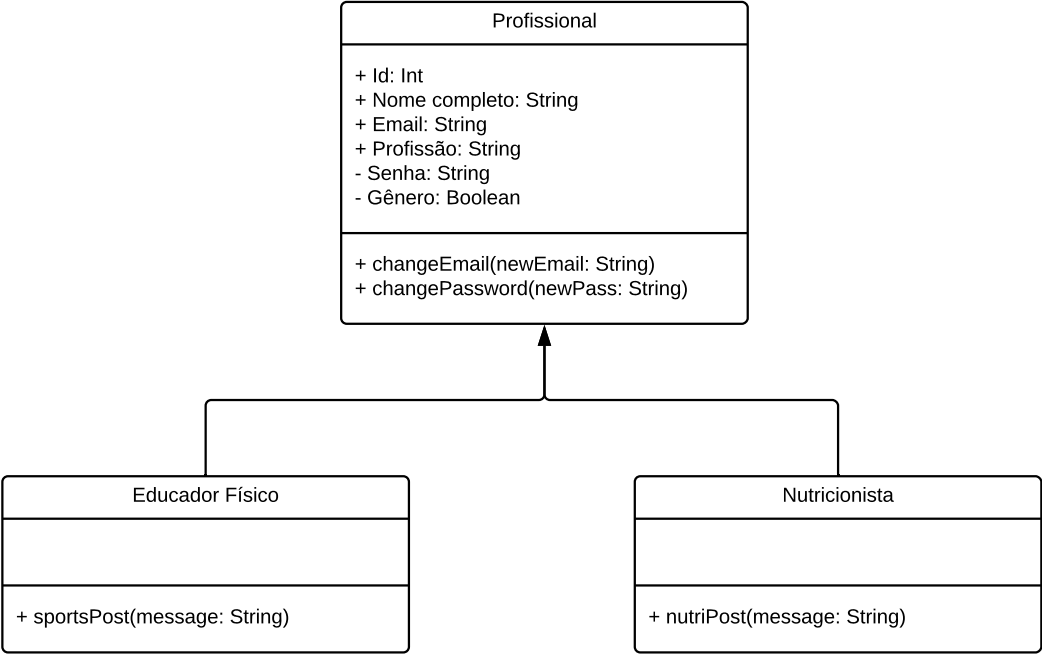 Profissional
+ Id: Int
+ Nome completo: String
+ Email: String
+ Profissão: String
- Senha: String
- Gênero: Boolean
+ changeEmail(newEmail: String)
+ changePassword(newPass: String)
Educador Físico
+ sportsPost(message: String)
Nutricionista
+ nutriPost(message: String)